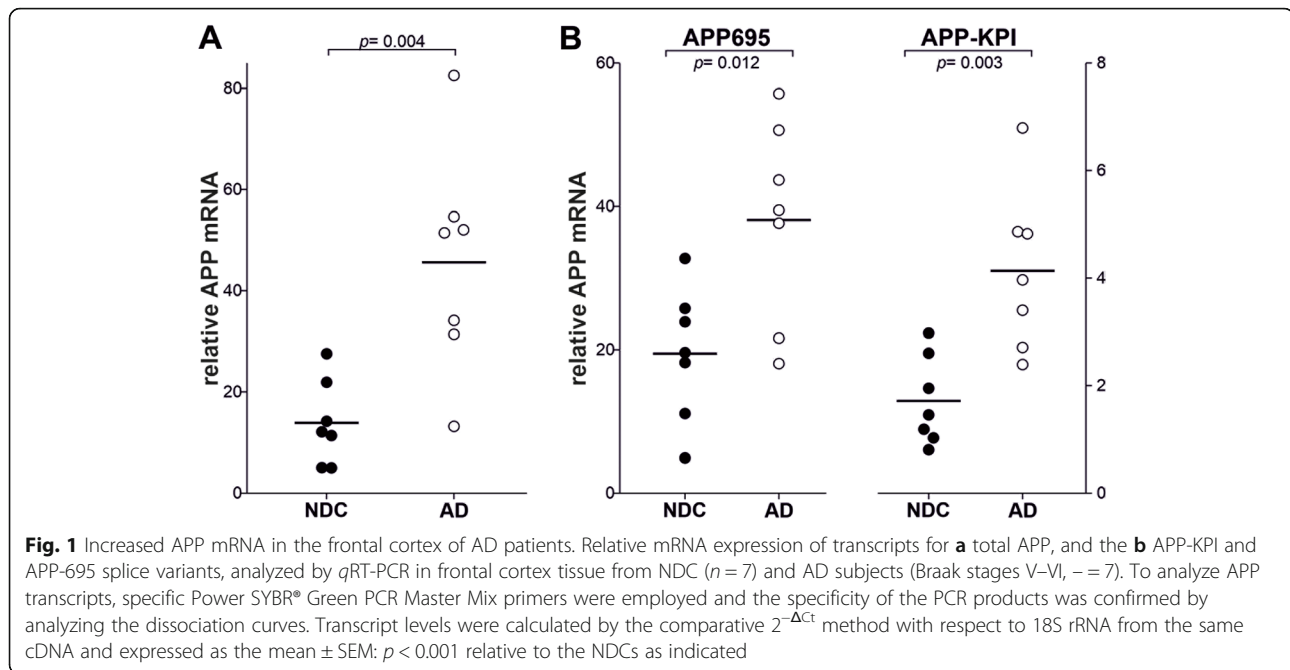 A
B
APP695
APP-KPI
p= 0.004
p= 0.012
p= 0.003
relative APP mRNA
80
60
40
20
0
NDC
AD
relative APP mRNA
60
40
20
0
NDC
AD
NDC
AD
8
6
4
2
0
Fig. 1 Increased APP mRNA in the frontal cortex of AD patients. Relative mRNA expression of transcripts for a total APP, and the b APP-KPI and
APP-695 splice variants, analyzed by qRT-PCR in frontal cortex tissue from NDC (n = 7) and AD subjects (Braak stages V–VI, – = 7). To analyze APP
transcripts, specific Power SYBR® Green PCR Master Mix primers were employed and the specificity of the PCR products was confirmed by
analyzing the dissociation curves. Transcript levels were calculated by the comparative 2⁻ΔCt method with respect to 18S rRNA from the same
cDNA and expressed as the mean ± SEM: p < 0.001 relative to the NDCs as indicated